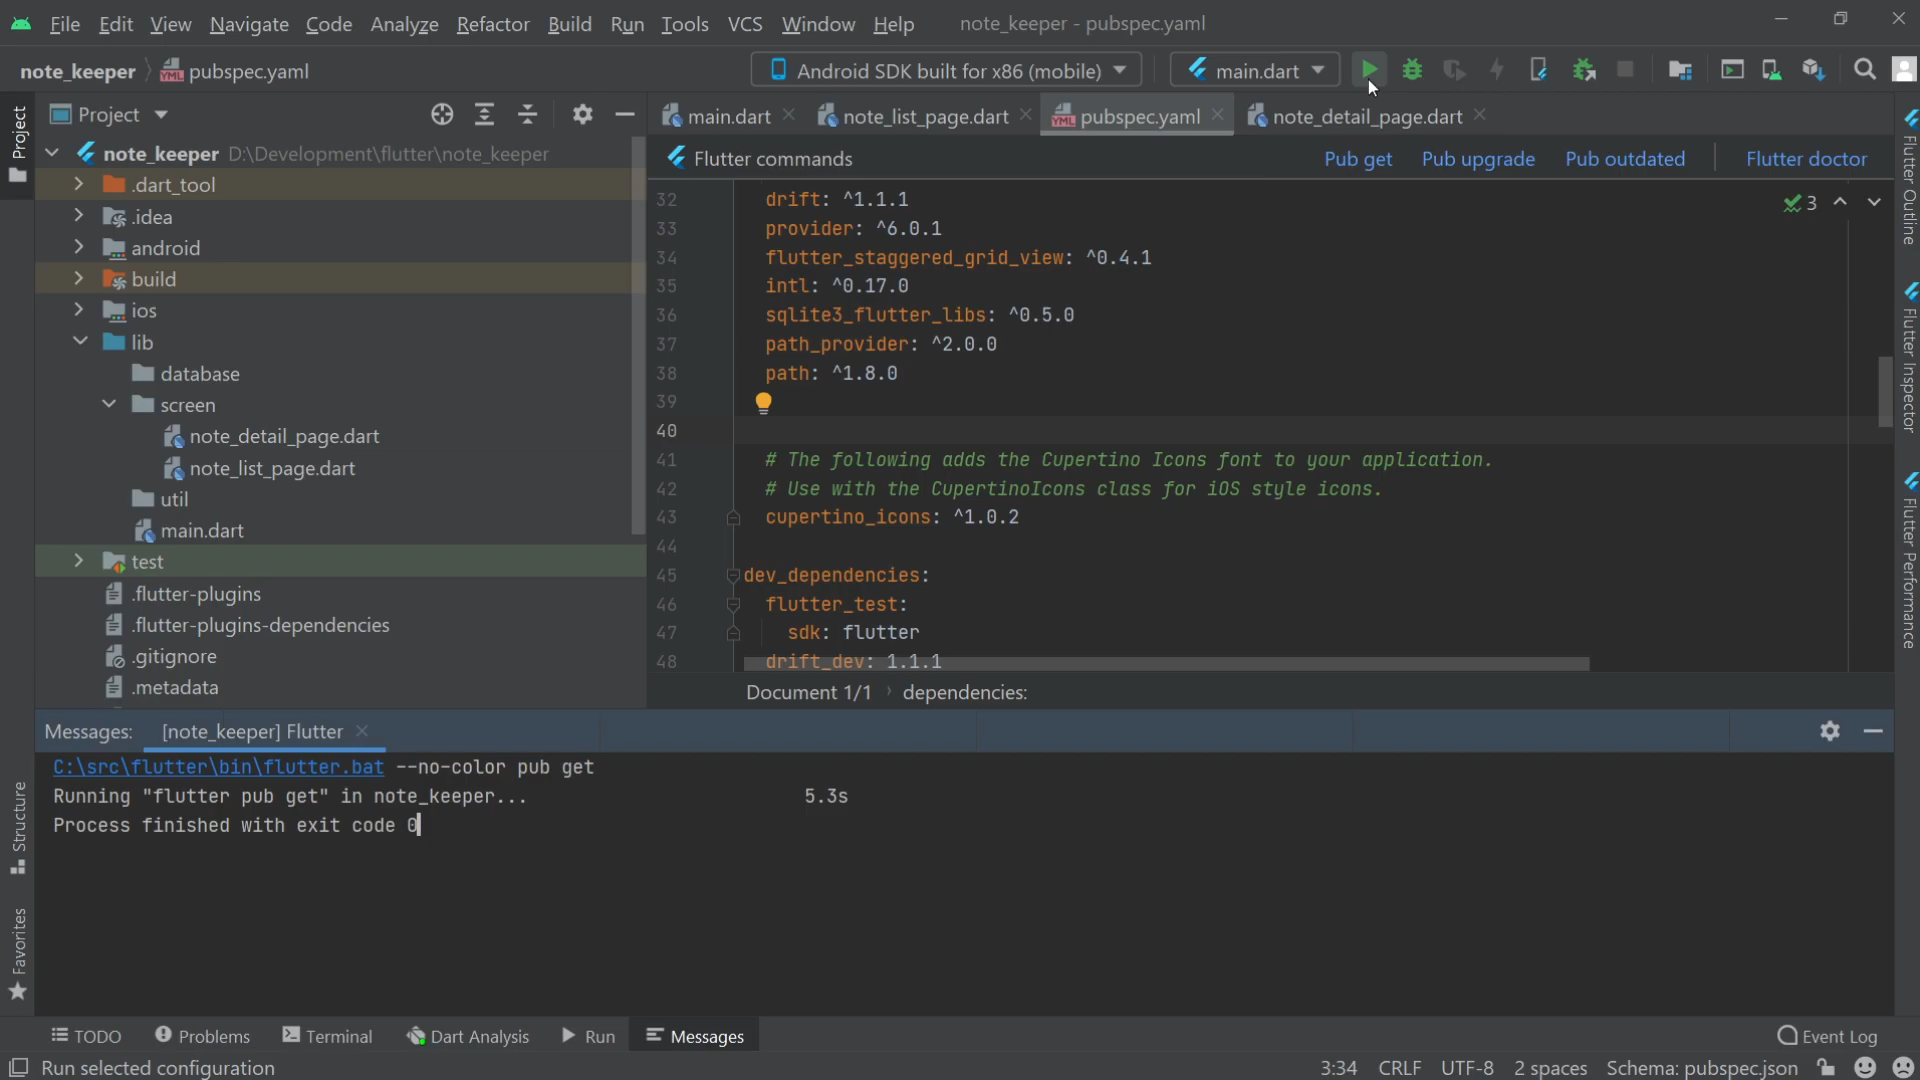 File Edit View Navigate Code Analyze Refactor Build Run Tools VCS Window Help note_keeper - pubspec.yaml
note_keeper pubspec.yaml Android SDK built for x86 (mobile) main.dart
Project main.dart note_list_page.dart pubspec.yaml note_detail_page.dart
note_keeper D:\Development\flutter\note_keeper
Flutter commands Pub get Pub upgrade Pub outdated Flutter doctor
.dart_tool
.idea
android
build
ios
lib
database
screen
note_detail_page.dart
note_list_page.dart
util
main.dart
test
.flutter-plugins
.flutter-plugins-dependencies
.gitignore
.metadata
32 drift: ^1.1.1
33 provider: ^6.0.1
34 flutter_staggered_grid_view: ^0.4.1
35 intl: ^0.17.0
36 sqlite3_flutter_libs: ^0.5.0
37 path_provider: ^2.0.0
38 path: ^1.8.0
39
40
41 # The following adds the Cupertino Icons font to your application.
42 # Use with the CupertinoIcons class for iOS style icons.
43 cupertino_icons: ^1.0.2
44
45 dev_dependencies:
46 flutter_test:
47 sdk: flutter
48 drift_dev: 1.1.1
3
Document 1/1 dependencies:
Project
Structure
Favorites
Flutter Outline
Flutter Inspector
Flutter Performance
Messages: [note_keeper] Flutter
C:\src\flutter\bin\flutter.bat --no-color pub get
Running "flutter pub get" in note_keeper... 5.3s
Process finished with exit code 0
TODO Problems Terminal Dart Analysis Run Messages Event Log
Run selected configuration 3:34 CRLF UTF-8 2 spaces Schema: pubspec.json